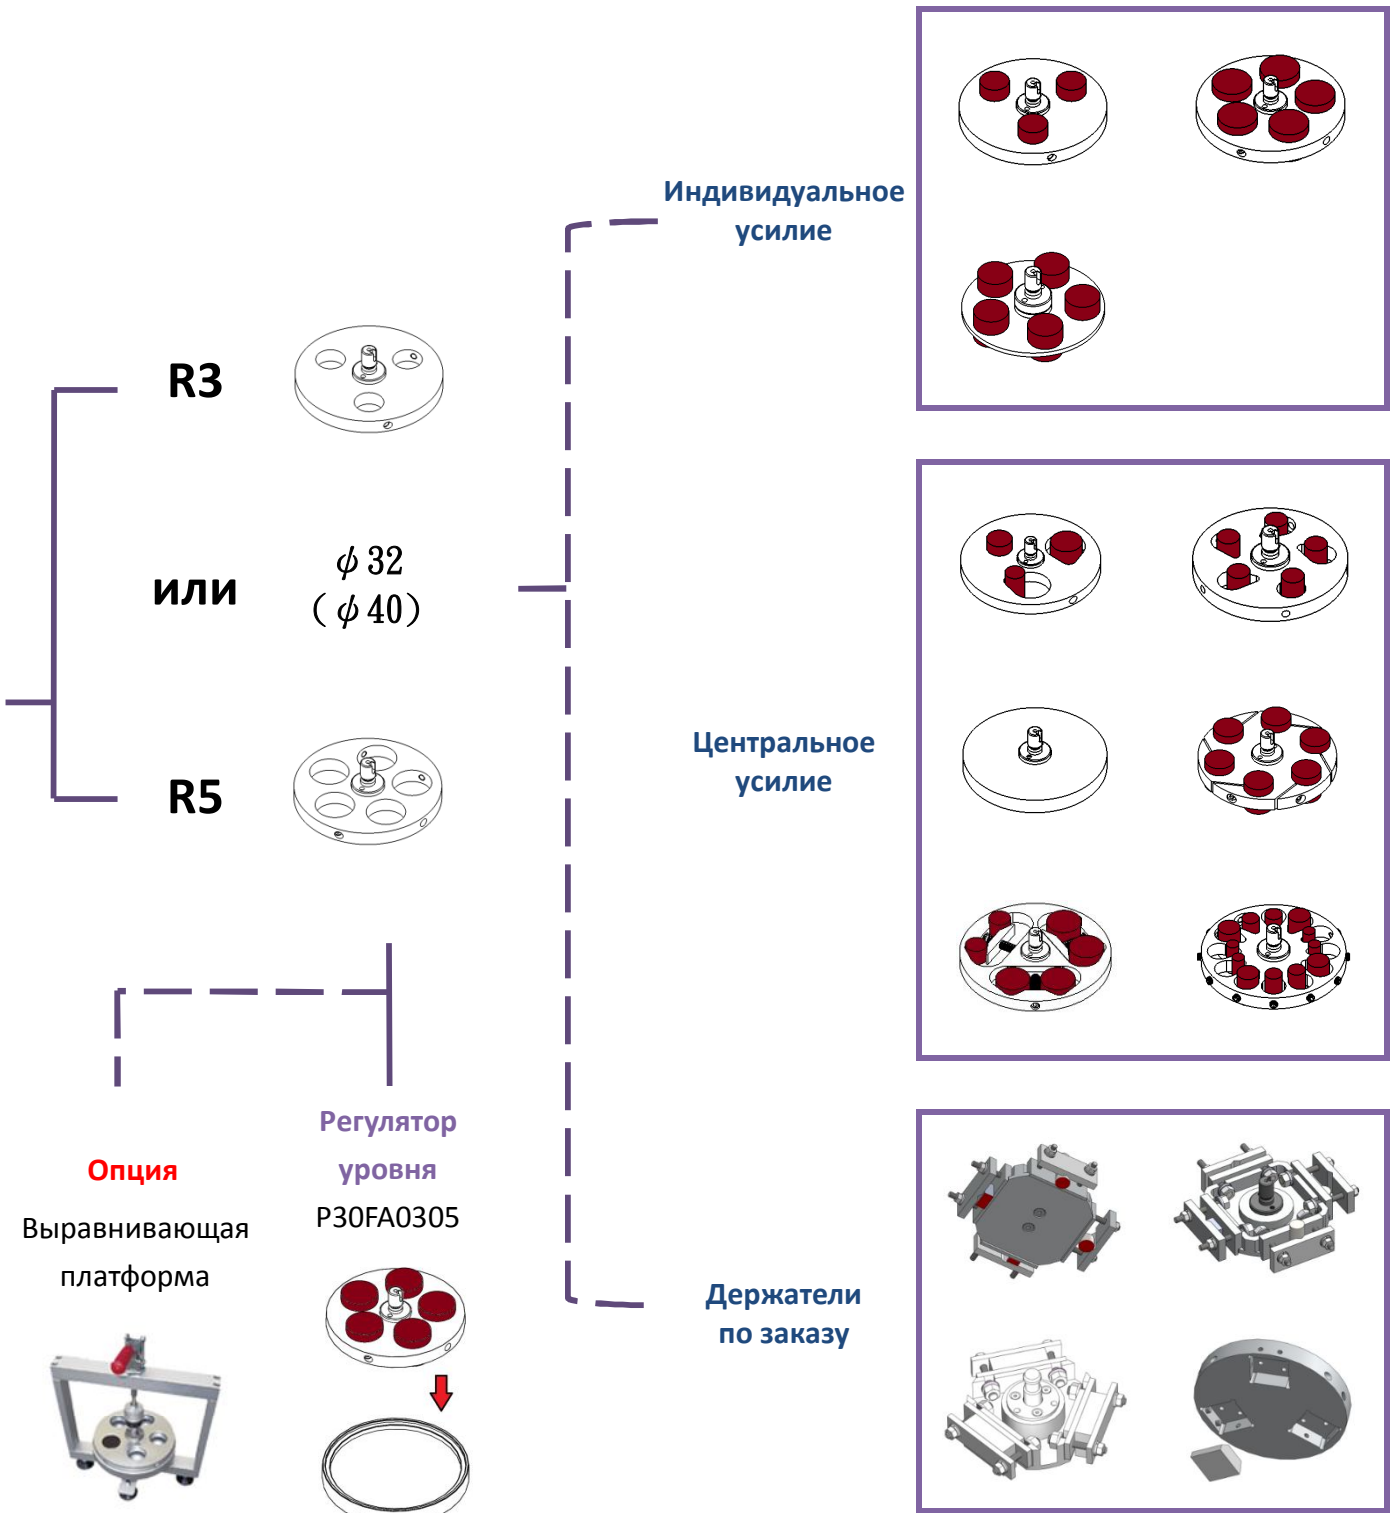 Индивидуальное
усилие
R3
или
φ 32
( φ 40)
Центральное
усилие
R5
Регулятор
уровня
P30FA0305
Опция
Выравнивающая
платформа
Держатели
по заказу